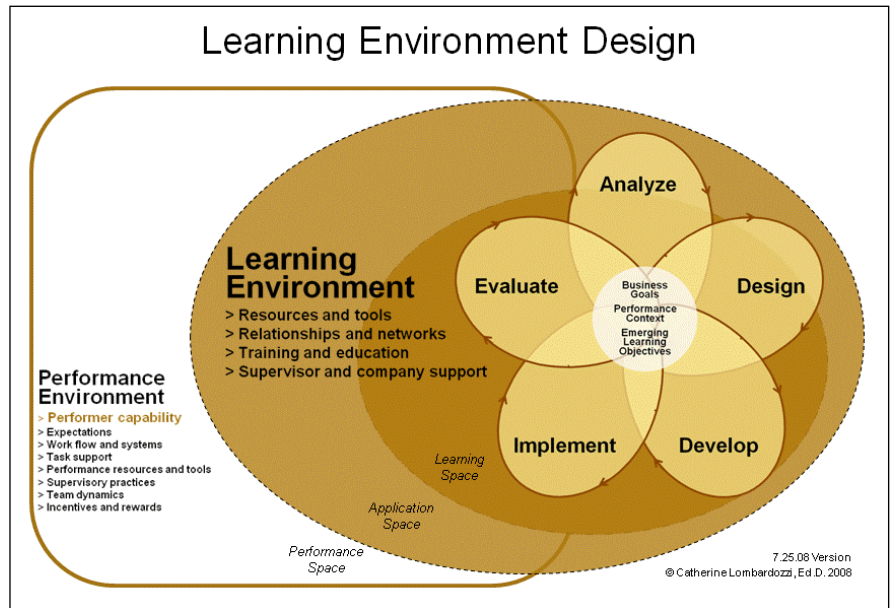 Learning Environment Design
Analyze
Learning
Environment
> Resources and tools
> Relationships and networks
> Training and education
> Supervisor and company support
Evaluate
Design
Business
Goals
Performance
Context
Emerging
Learning
Objectives
Performance
Environment
> Performer capability
> Expectations
> Work flow and systems
> Task support
> Performance resources and tools
> Supervisory practices
> Team dynamics
> Incentives and rewards
Implement
Develop
Learning
Space
Application
Space
Performance
Space
7.25.08 Version
© Catherine Lombardozzi, Ed.D. 2008